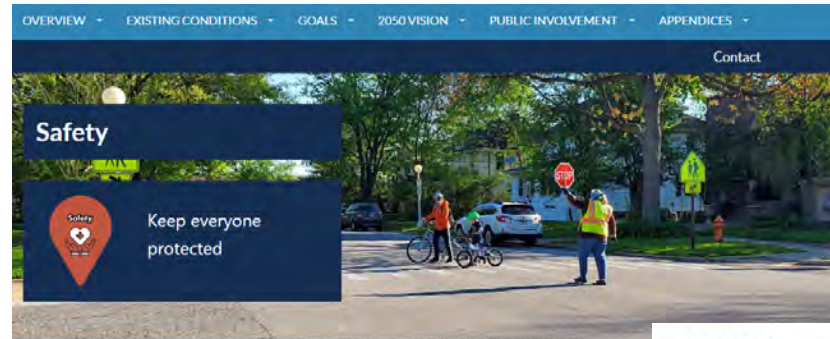 OVERVIEW EXISTING CONDITIONS GOALS 2050 VISION PUBLIC INVOLVEMENT APPENDICES
Contact
Safety
Safety
Keep everyone
protected
STOP